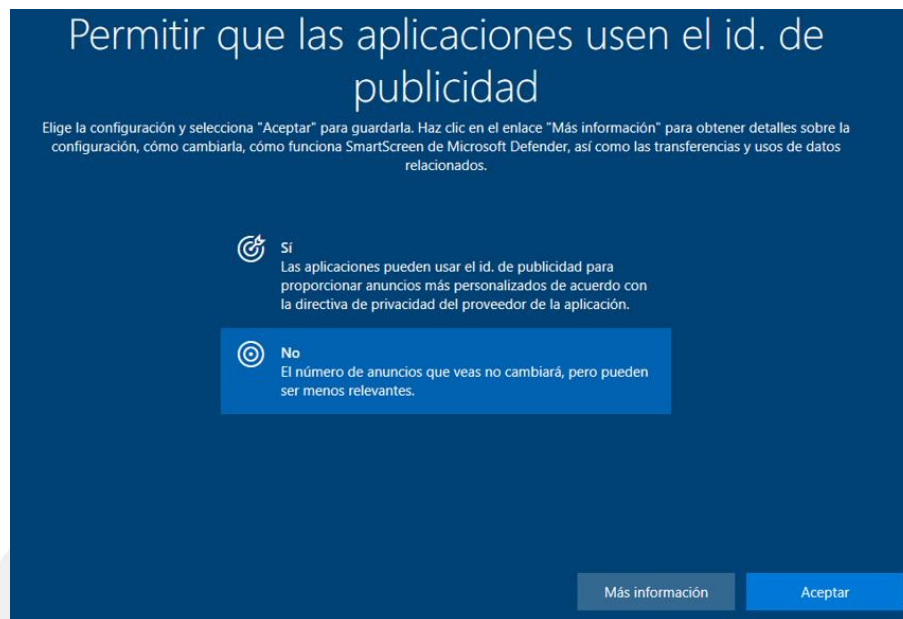 Permitir que las aplicaciones usen el id. de
publicidad
Elige la configuración y selecciona "Aceptar" para guardarla. Haz clic en el enlace "Más información" para obtener detalles sobre la
configuración, cómo cambiarla, cómo funciona SmartScreen de Microsoft Defender, así como las transferencias y usos de datos
relacionados.
Sí
Las aplicaciones pueden usar el id. de publicidad para
proporcionar anuncios más personalizados de acuerdo con
la directiva de privacidad del proveedor de la aplicación.
No
El número de anuncios que veas no cambiará, pero pueden
ser menos relevantes.
Más información
Aceptar